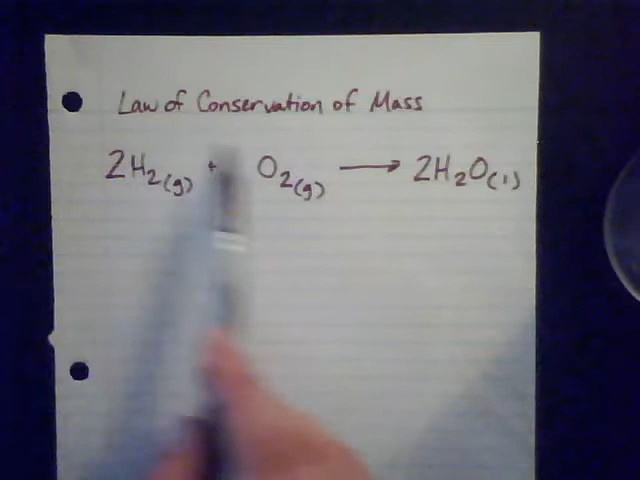 Law of Conservation of Mass
2H₂(g) + O₂(g) ⟶ 2H₂O(l)